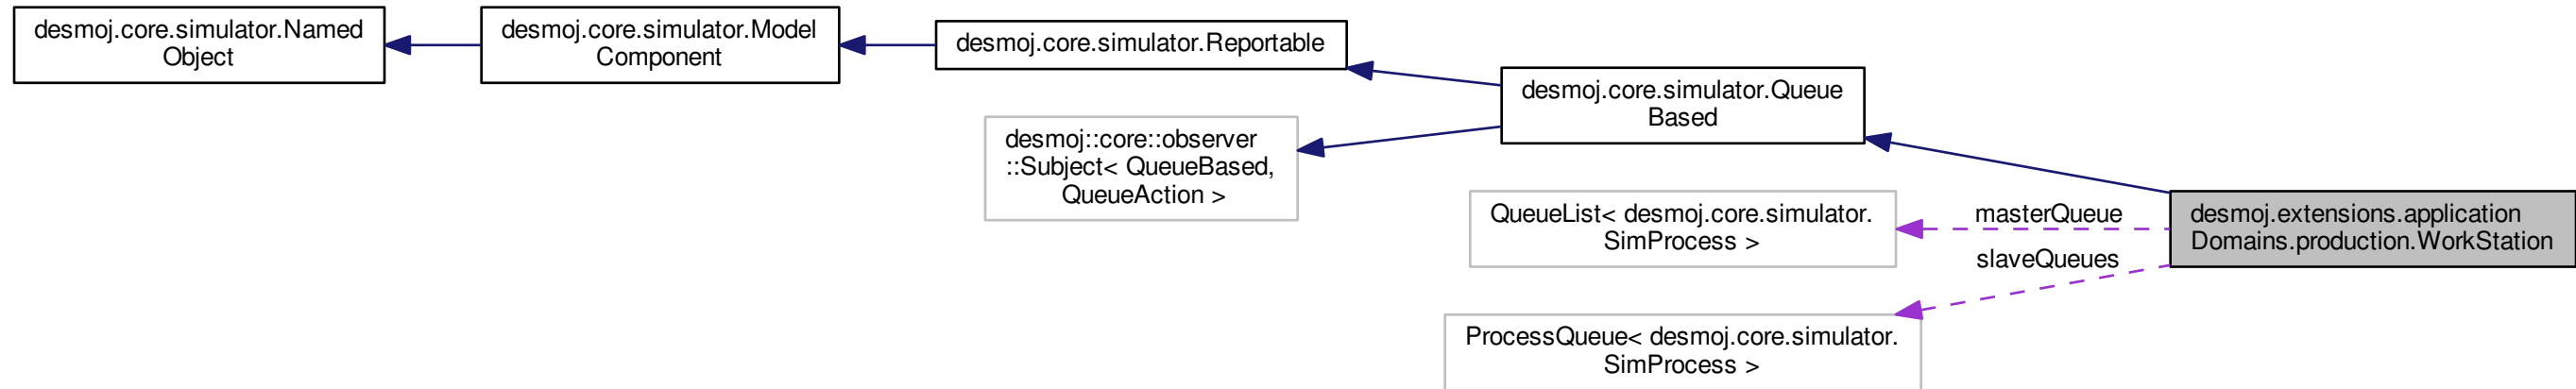 desmoj.core.simulator.Named
Object
desmoj.core.simulator.Model
Component
desmoj.core.simulator.Reportable
desmoj.core.simulator.Queue
Based
desmoj::core::observer
::Subject< QueueBased,
QueueAction >
QueueList< desmoj.core.simulator.
SimProcess >
masterQueue
slaveQueues
desmoj.extensions.application
Domains.production.WorkStation
ProcessQueue< desmoj.core.simulator.
SimProcess >